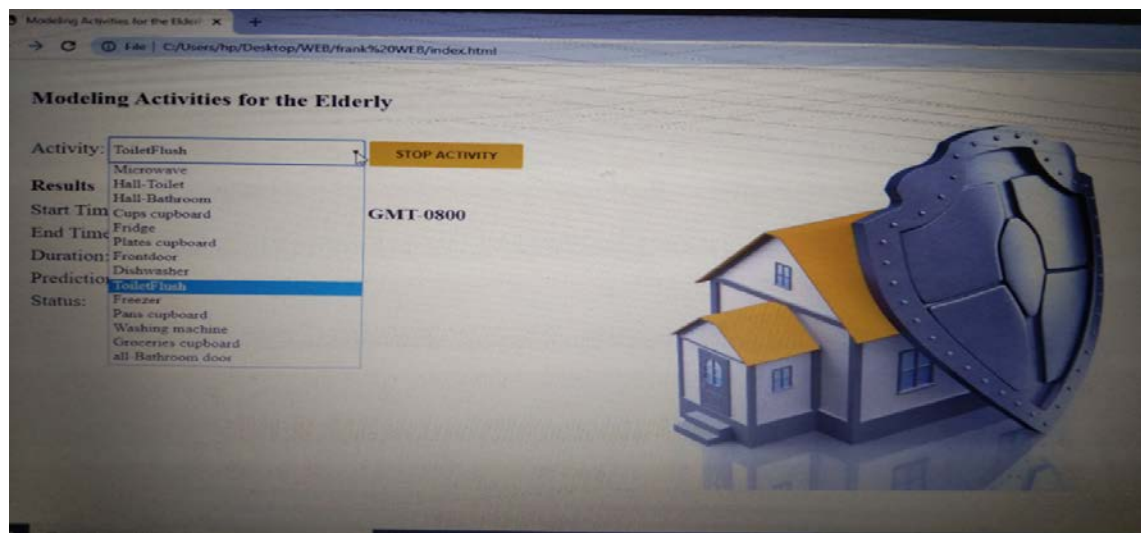 Modeling Activities for the Elderl
File | C:/Users/hp/Desktop/WEB/frank%20WEB/index.html
Modeling Activities for the Elderly
Activity: ToiletFlush STOP ACTIVITY
Microwave
Results Hall-Toilet
Hall-Bathroom
Start Tim Cups cupboard GMT-0800
End Time Fridge
Plates cupboard
Duration: Frontdoor
Dishwasher
Predictio ToiletFlush
Status: Freezer
Pans cupboard
Washing machine
Groceries cupboard
all-Bathroom door